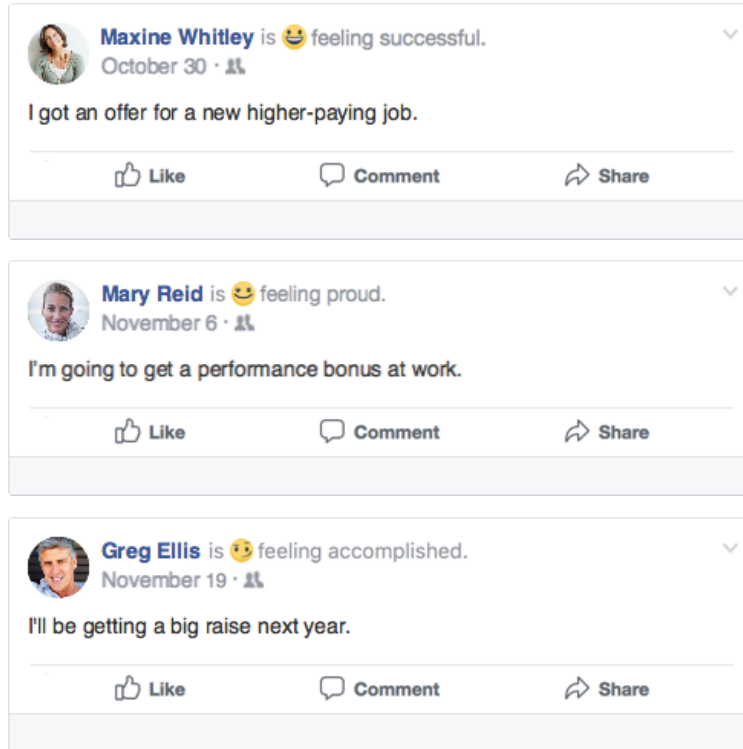 Maxine Whitley is feeling successful.
October 30 ·
I got an offer for a new higher-paying job.
Like Comment Share
Mary Reid is feeling proud.
November 6 ·
I'm going to get a performance bonus at work.
Like Comment Share
Greg Ellis is feeling accomplished.
November 19 ·
I'll be getting a big raise next year.
Like Comment Share